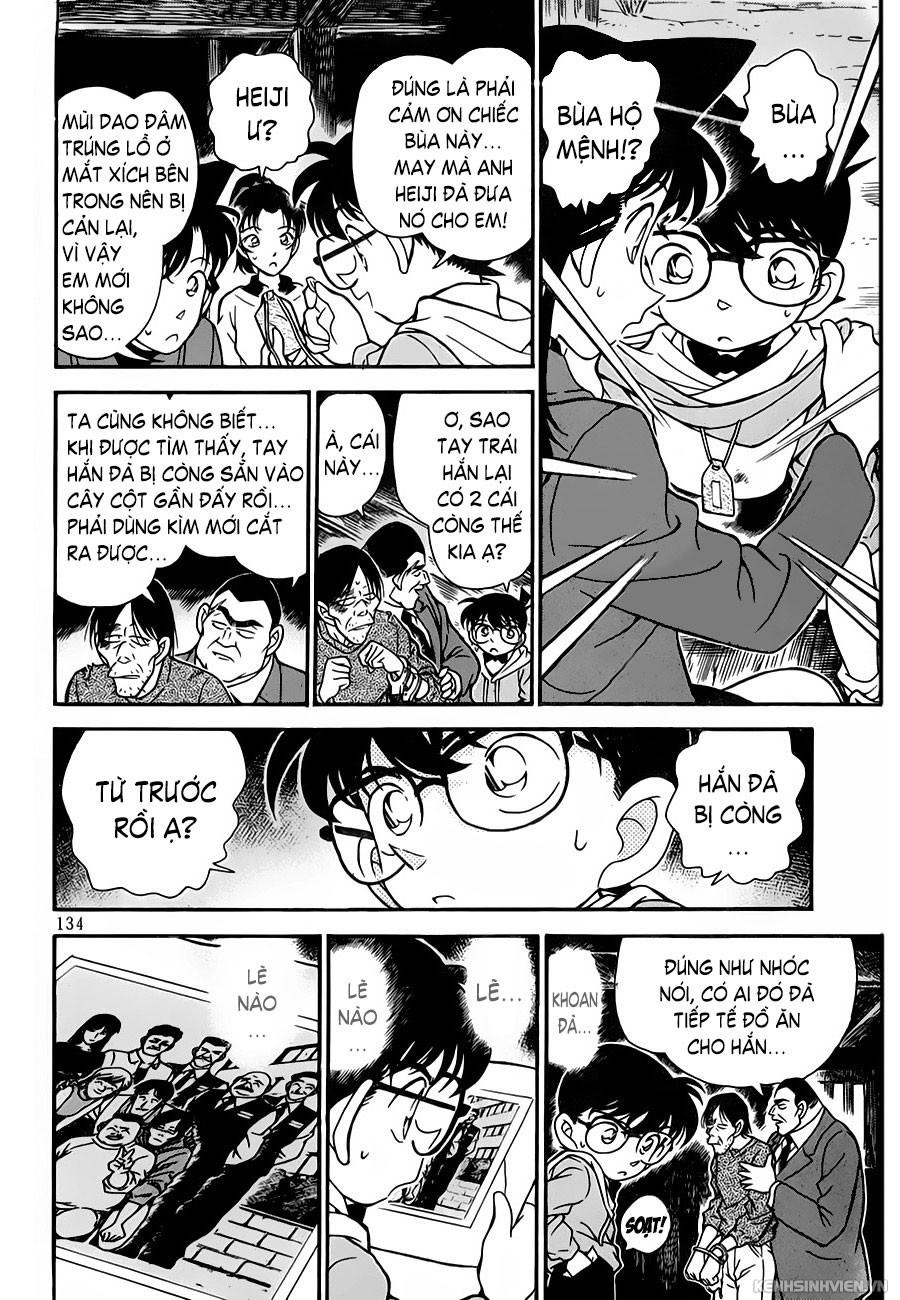 BÙA
...
BÙA HỘ
MỆNH!?
ĐÚNG LÀ PHẢI
CẢM ƠN CHIẾC
BÙA NÀY...
MAY MÀ ANH
HEIJI ĐÃ ĐƯA
NÓ CHO EM!
HEIJI
Ư?
MŨI DAO ĐÂM
TRÚNG LỖ Ở
MẮT XÍCH BÊN
TRONG NÊN BỊ
CẢN LẠI,
VÌ VẬY
EM MỚI
KHÔNG
SAO...
Ơ, SAO
TAY TRÁI
HẮN LẠI
CÓ 2 CÁI
CÒNG THẾ
KIA Ạ?
À, CÁI
NÀY...
TA CŨNG KHÔNG BIẾT...
KHI ĐƯỢC TÌM THẤY, TAY
HẮN ĐÃ BỊ CÒNG SẴN VÀO
CÂY CỘT GẦN ĐẤY RỒI...
PHẢI DÙNG KÌM MỚI CẮT
RA ĐƯỢC...
HẮN ĐÃ
BỊ CÒNG
...
TỪ TRƯỚC
RỒI Ạ?
134
ĐÚNG NHƯ NHÓC
NÓI, CÓ AI ĐÓ ĐÃ
TIẾP TẾ ĐỒ ĂN
CHO HẮN...
KHOAN
ĐÃ...
SOẠT!
LẼ...
LẼ
NÀO
...
LẼ
NÀO
...
KENHSINHVIEN.VN